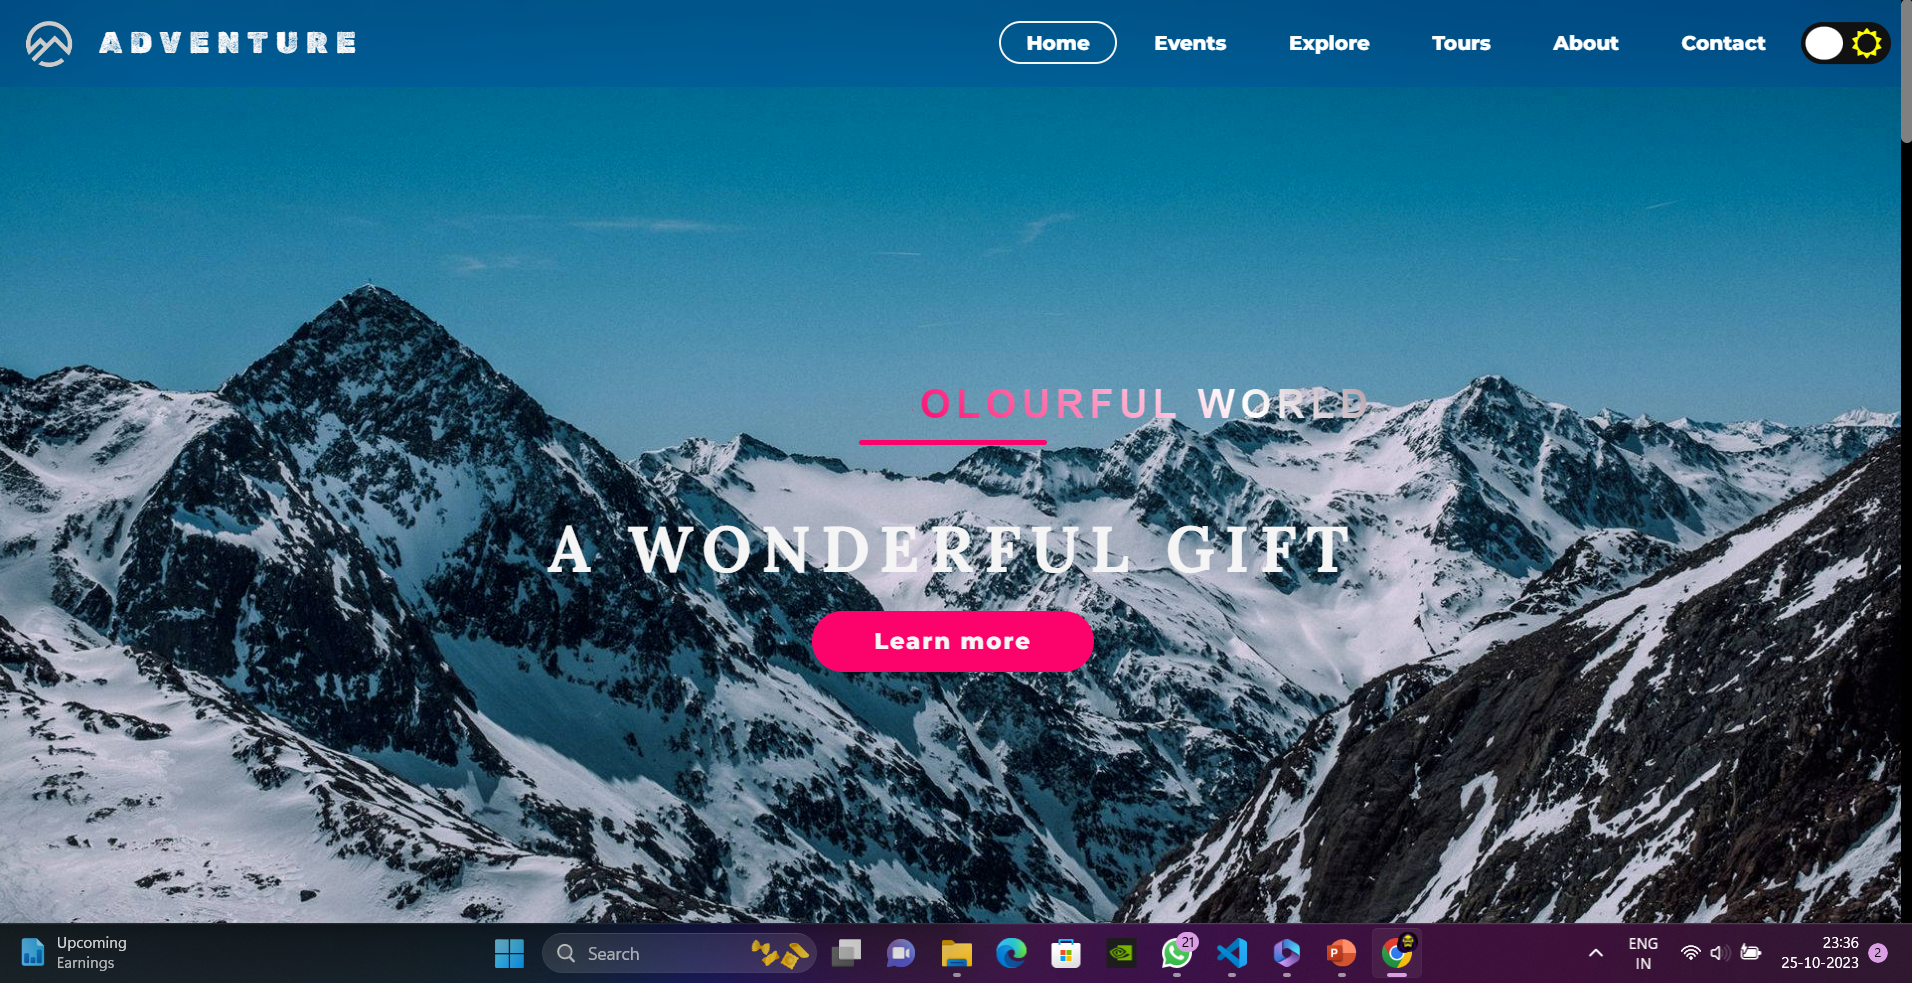 ADVENTURE
Home Events Explore Tours About Contact
OLOURFUL WORLD
A WONDERFUL GIFT
Learn more
Upcoming
Earnings
Search
21
P
ENG
IN
23:36
25-10-2023
2